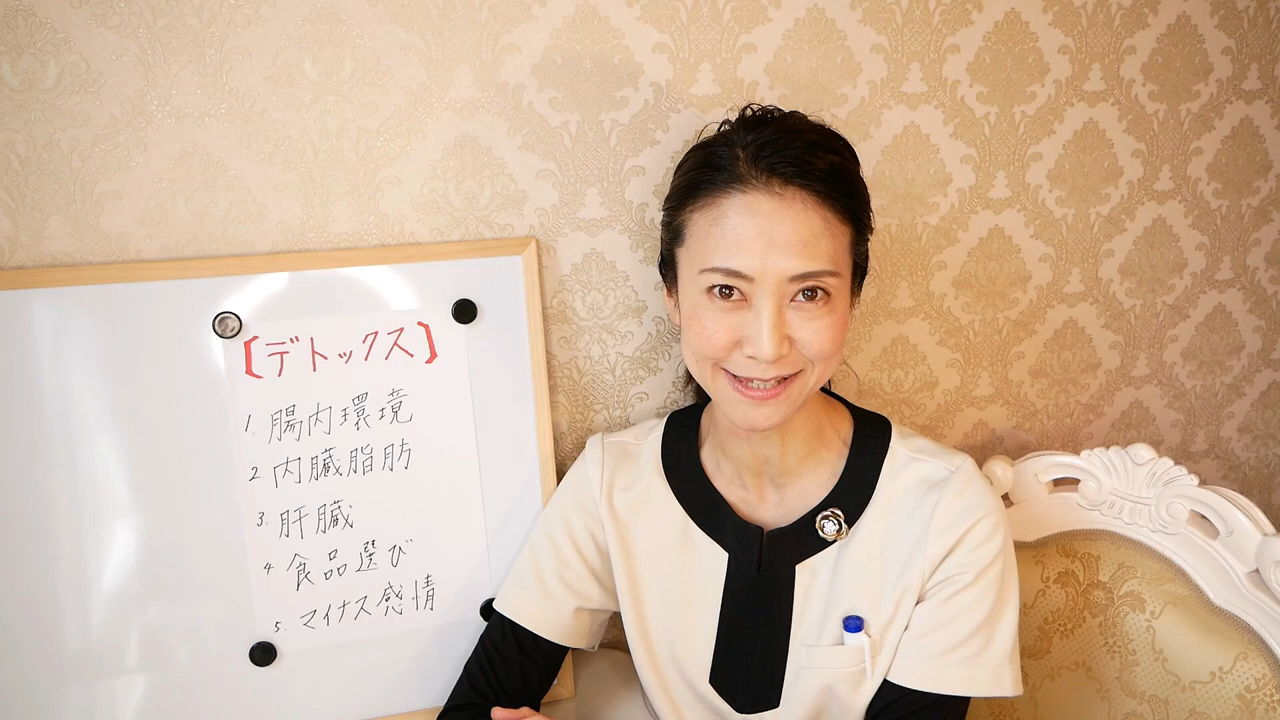 【デトックス】
1. 腸内環境
2 内臓脂肪
3. 肝臓
4. 食品選び
5. マイナス感情